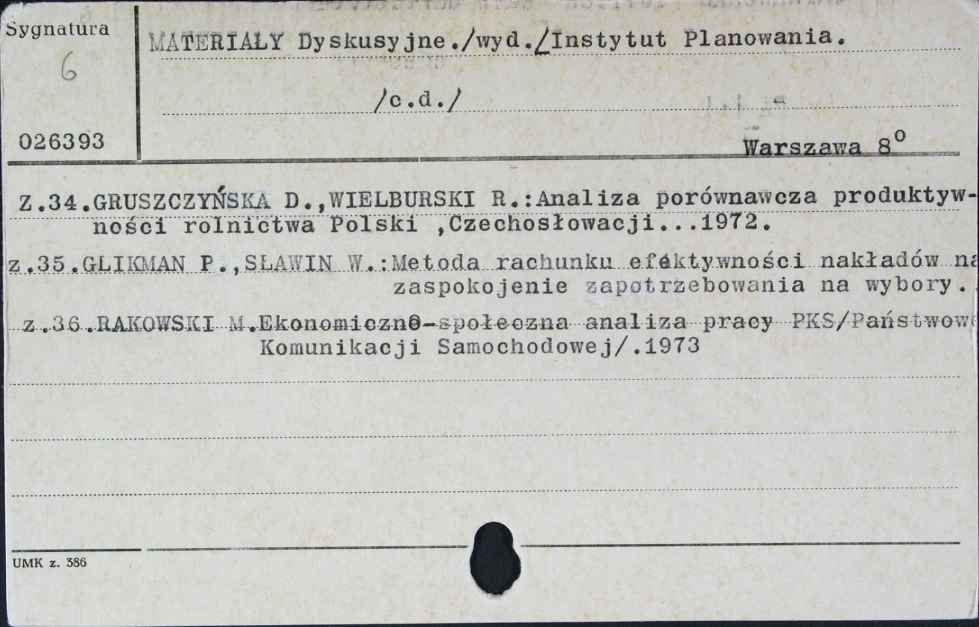 Sygnatura
6
026393
MATERIAŁY Dyskusyjne./wyd./Instytut Planowania.
/c.d./
Warszawa 8⁰
Z.34.GRUSZCZYŃSKA D.,WIELBURSKI R.:Analiza porównawcza produktyw-
ności rolnictwa Polski ,Czechosłowacji...1972.
z.35.GLIKMAN P.,SŁAWIN W.:Metoda rachunku efektywności nakładów na
zaspokojenie zapotrzebowania na wybory.
z.36.RAKOWSKI M.Ekonomiczno-społeczna analiza pracy PKS/Państwowe
Komunikacji Samochodowej/.1973
UMK z. 386